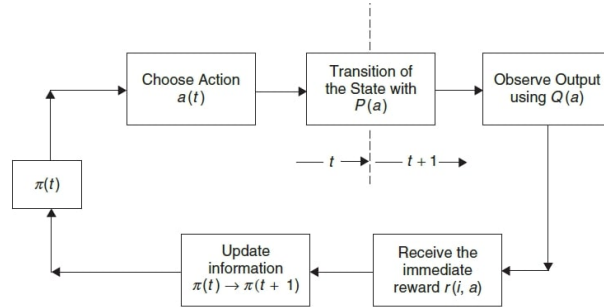 Choose Action
a(t)
Transition of
the State with
P(a)
Observe Output
using Q(a)
t
t + 1
π(t)
Update
information
π(t) → π(t + 1)
Receive the
immediate
reward r(i, a)